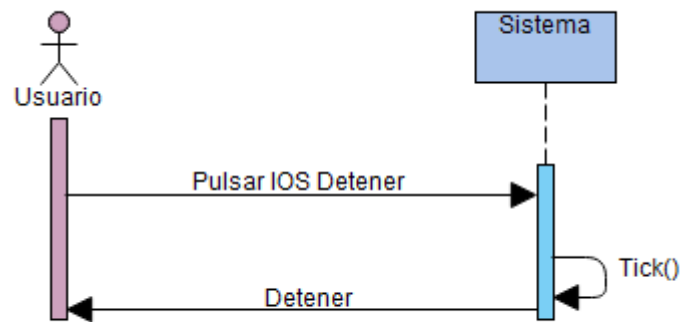 Sistema
Usuario
Pulsar IOS Detener
Tick()
Detener